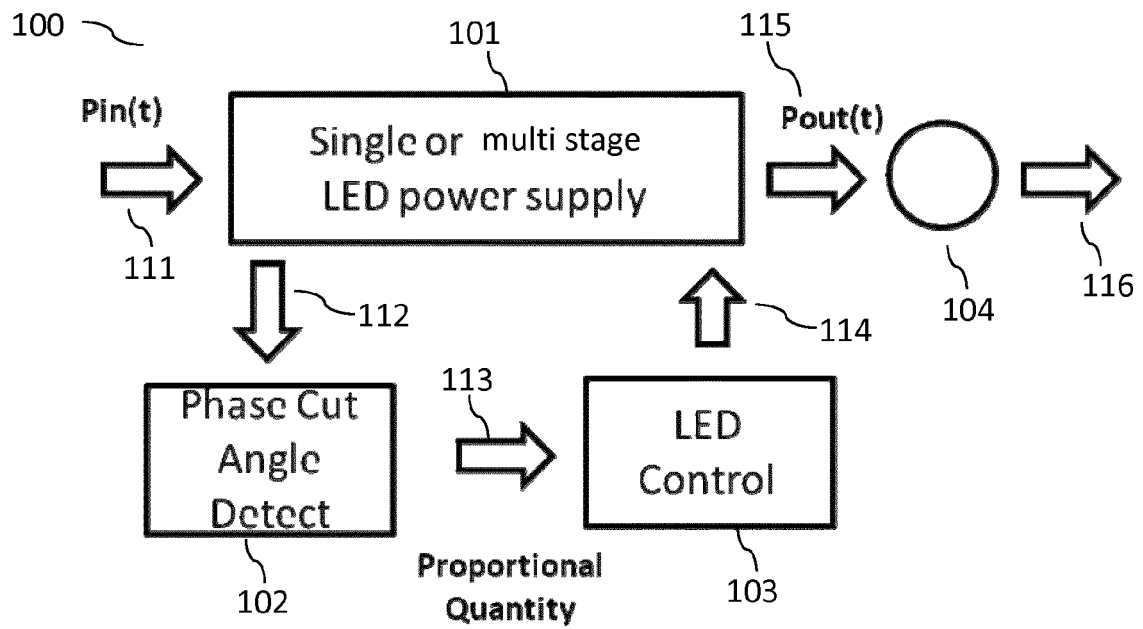 100
101
115
Pin(t)
Pout(t)
Single or multi stage
LED power supply
111
112
114
104
116
113
Phase Cut
Angle
Detect
LED
Control
102
Proportional
Quantity
103